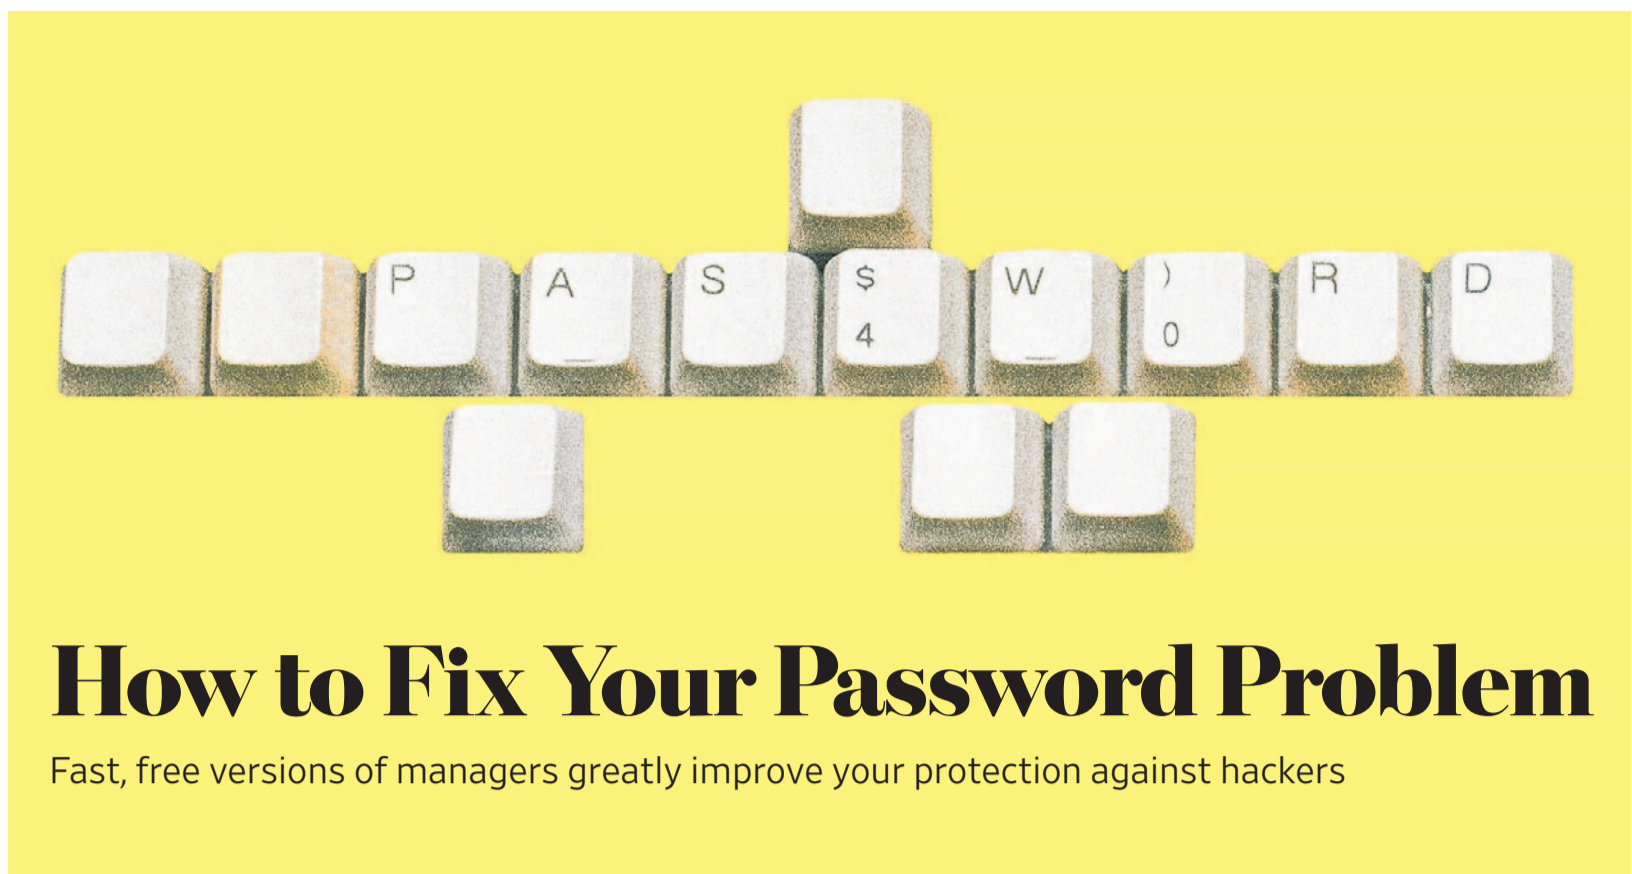 P A S $ W ) R D
4 0
How to Fix Your Password Problem
Fast, free versions of managers greatly improve your protection against hackers